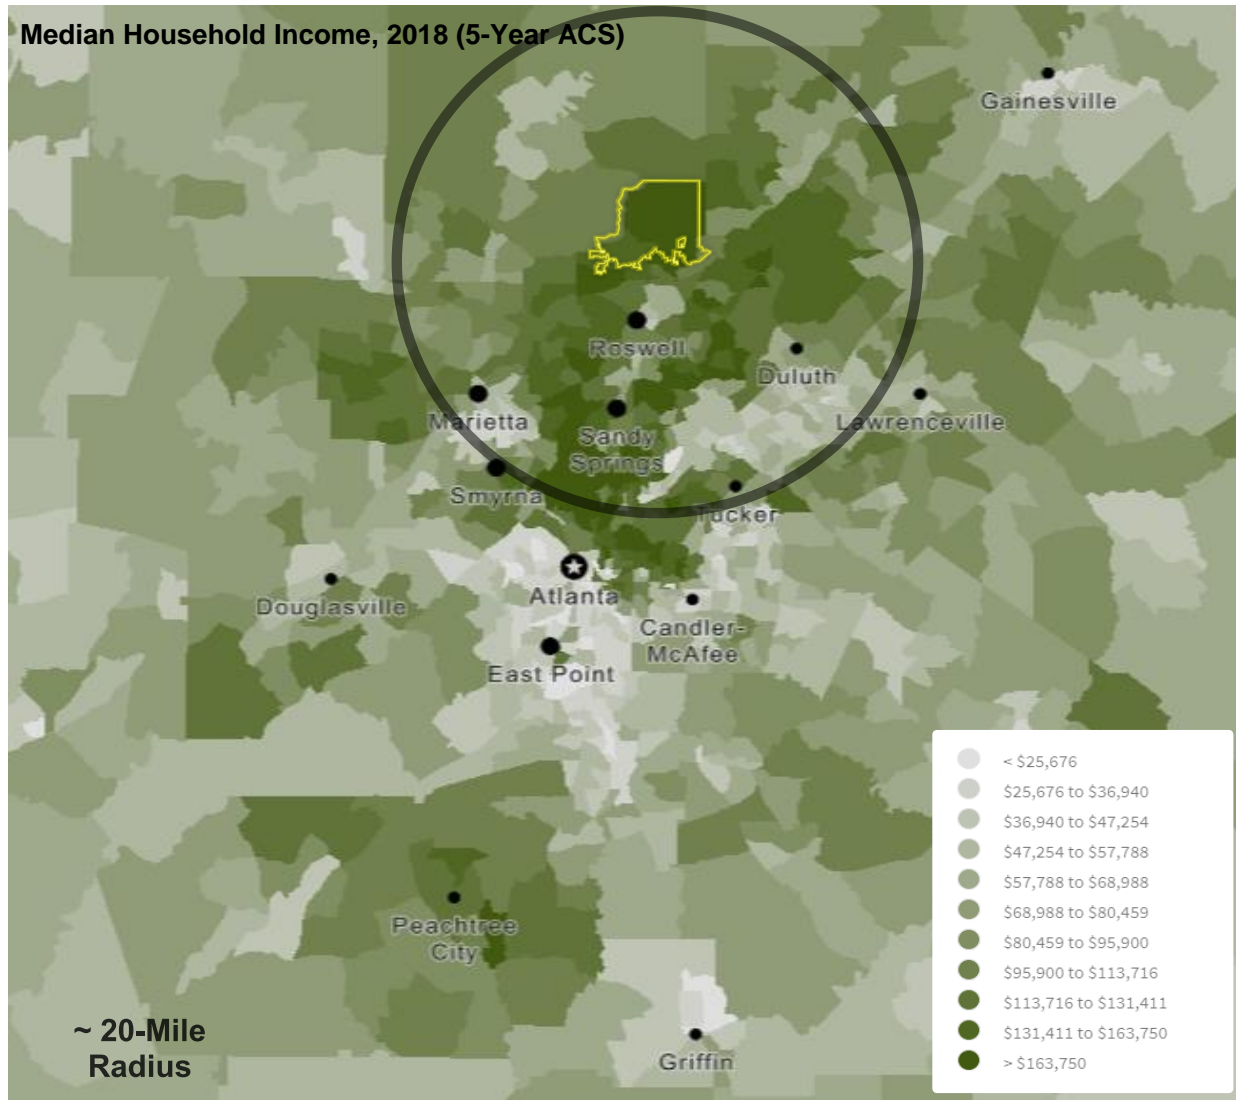 Median Household Income, 2018 (5-Year ACS)
Gainesville
Roswell
Duluth
Marietta
Lawrenceville
Sandy
Springs
Smyrna
Tucker
Atlanta
Douglasville
Candler-
McAfee
East Point
< $25,676
$25,676 to $36,940
$36,940 to $47,254
$47,254 to $57,788
$57,788 to $68,988
$68,988 to $80,459
$80,459 to $95,900
$95,900 to $113,716
$113,716 to $131,411
$131,411 to $163,750
> $163,750
Peachtree
City
~ 20-Mile
Radius
Griffin